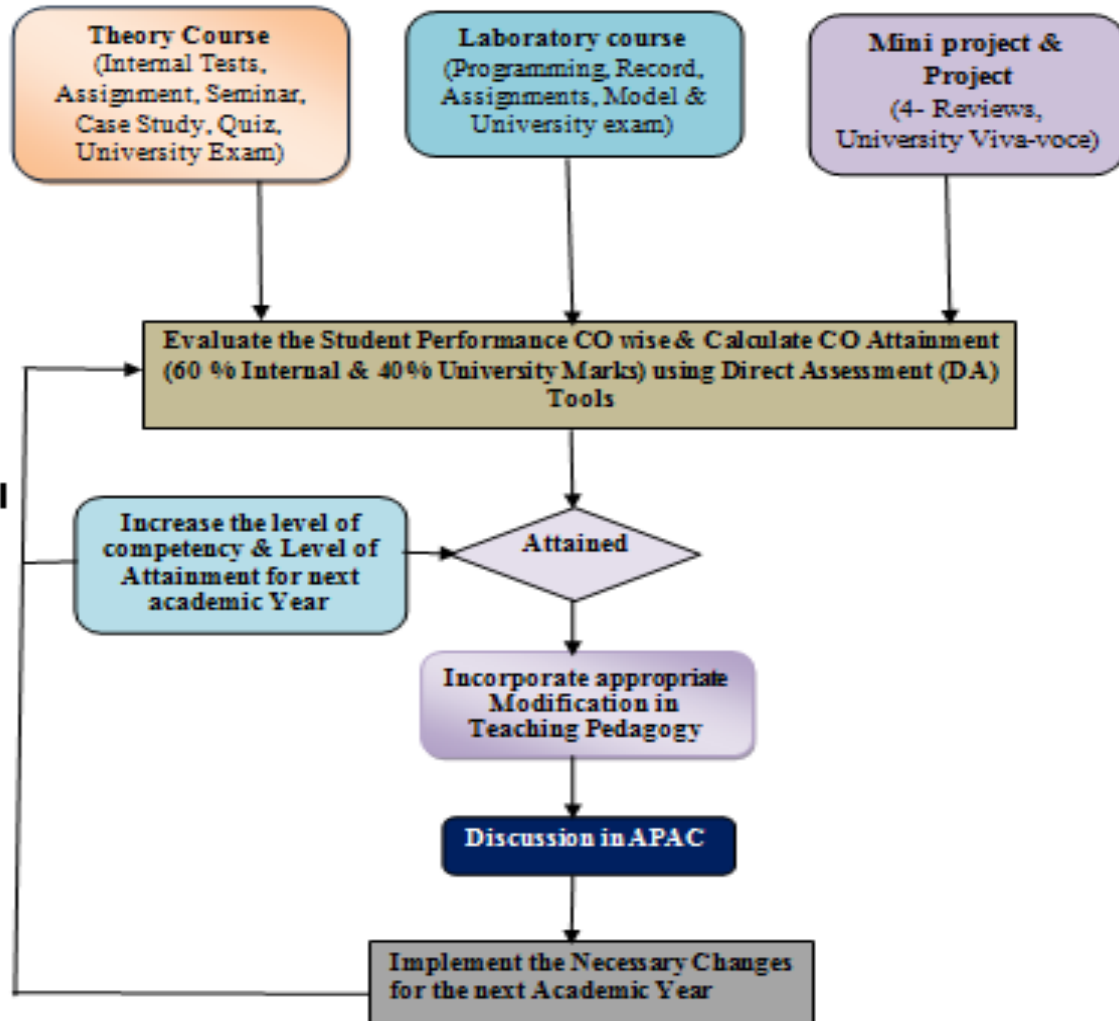 Theory Course
(Internal Tests,
Assignment, Seminar,
Case Study, Quiz,
University Exam)
Laboratory course
(Programming, Record,
Assignments, Model &
University exam)
Mini project &
Project
(4- Reviews,
University Viva-voce)
Evaluate the Student Performance CO wise & Calculate CO Attainment
(60 % Internal & 40% University Marks) using Direct Assessment (DA)
Tools
Increase the level of
competency & Level of
Attainment for next
academic Year
Attained
Incorporate appropriate
Modification in
Teaching Pedagogy
Discussion in APAC
Implement the Necessary Changes
for the next Academic Year